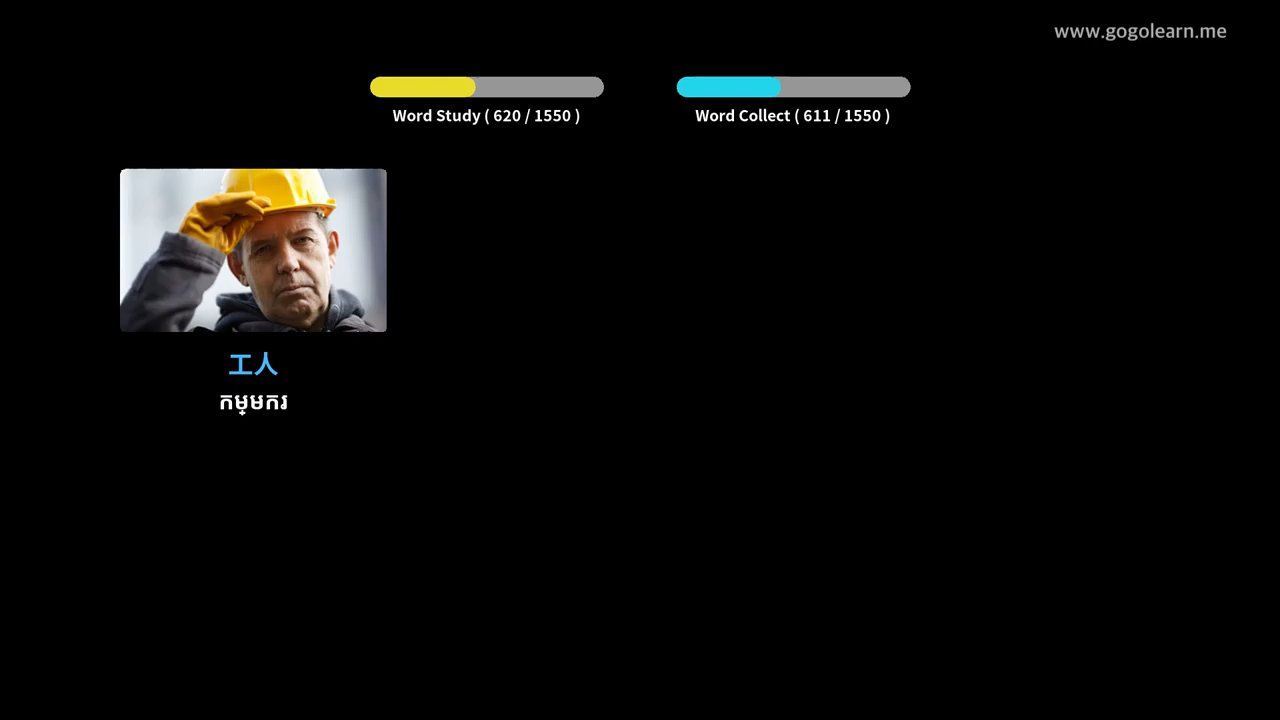 www.gogolearn.me
Word Study ( 620 / 1550 )
Word Collect ( 611 / 1550 )
工人
កម្មករ